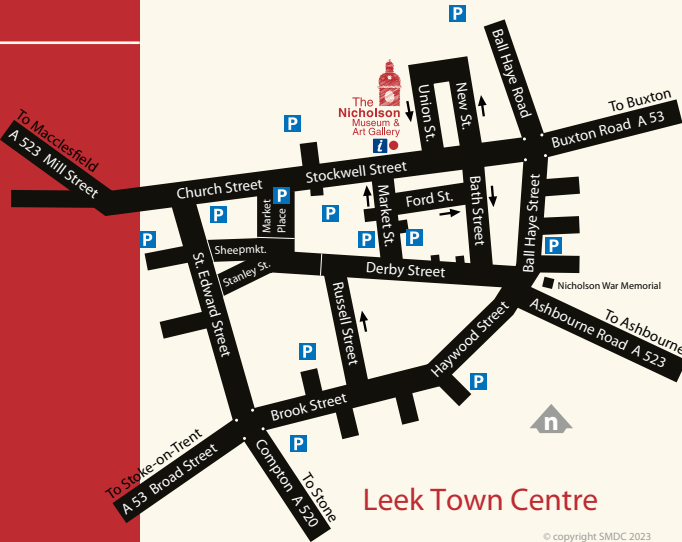 P
Ball Haye Road
To Buxton
Buxton Road A 53
The
Nicholson
Museum &
Art Gallery
i
Union St.
New St.
To Macclesfield
A 523 Mill Street
P
Church Street
Stockwell Street
P
P
P
Market
Place
Market St.
Ford St.
Bath Street
Ball Haye Street
P
P
P
P
Sheepmkt.
Stanley St.
Derby Street
Nicholson War Memorial
St. Edward Street
Russell Street
Haywood Street
To Ashbourne
Ashbourne Road A 523
P
P
Brook Street
n
P
To Stoke-on-Trent
A 53 Broad Street
Compton A 520
To Stone
Leek Town Centre
© copyright SMDC 2023